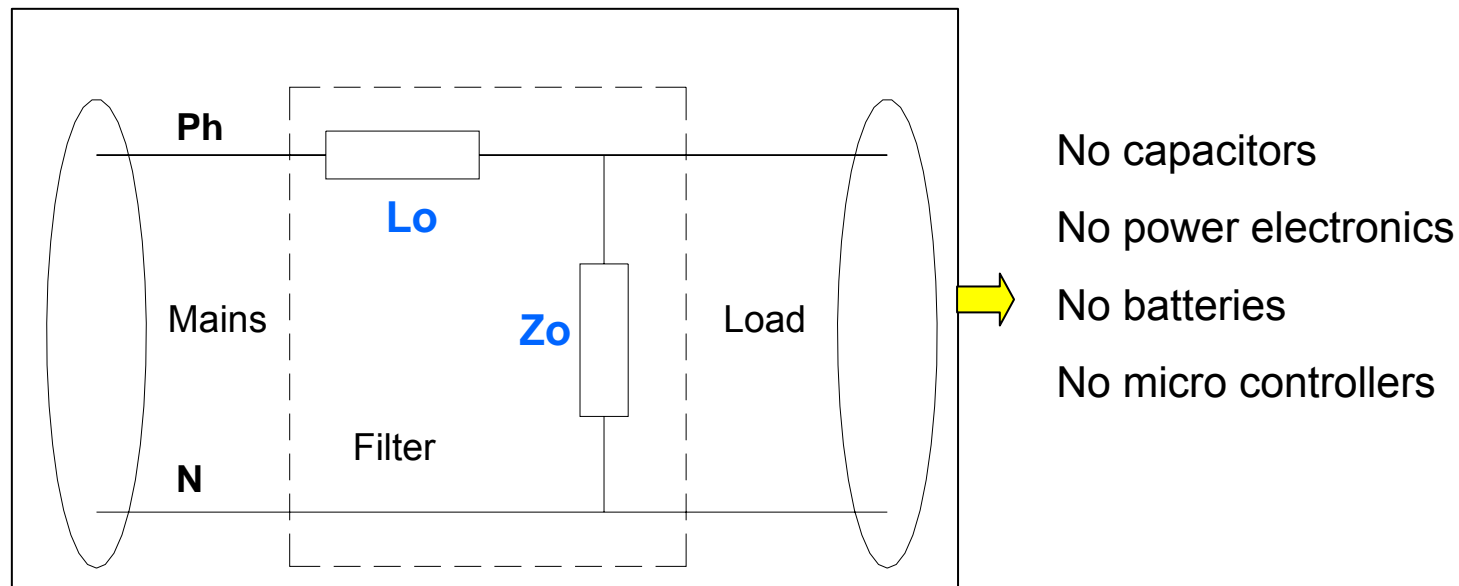 Ph
Lo
Mains
Zo
Load
Filter
N
No capacitors
No power electronics
No batteries
No micro controllers